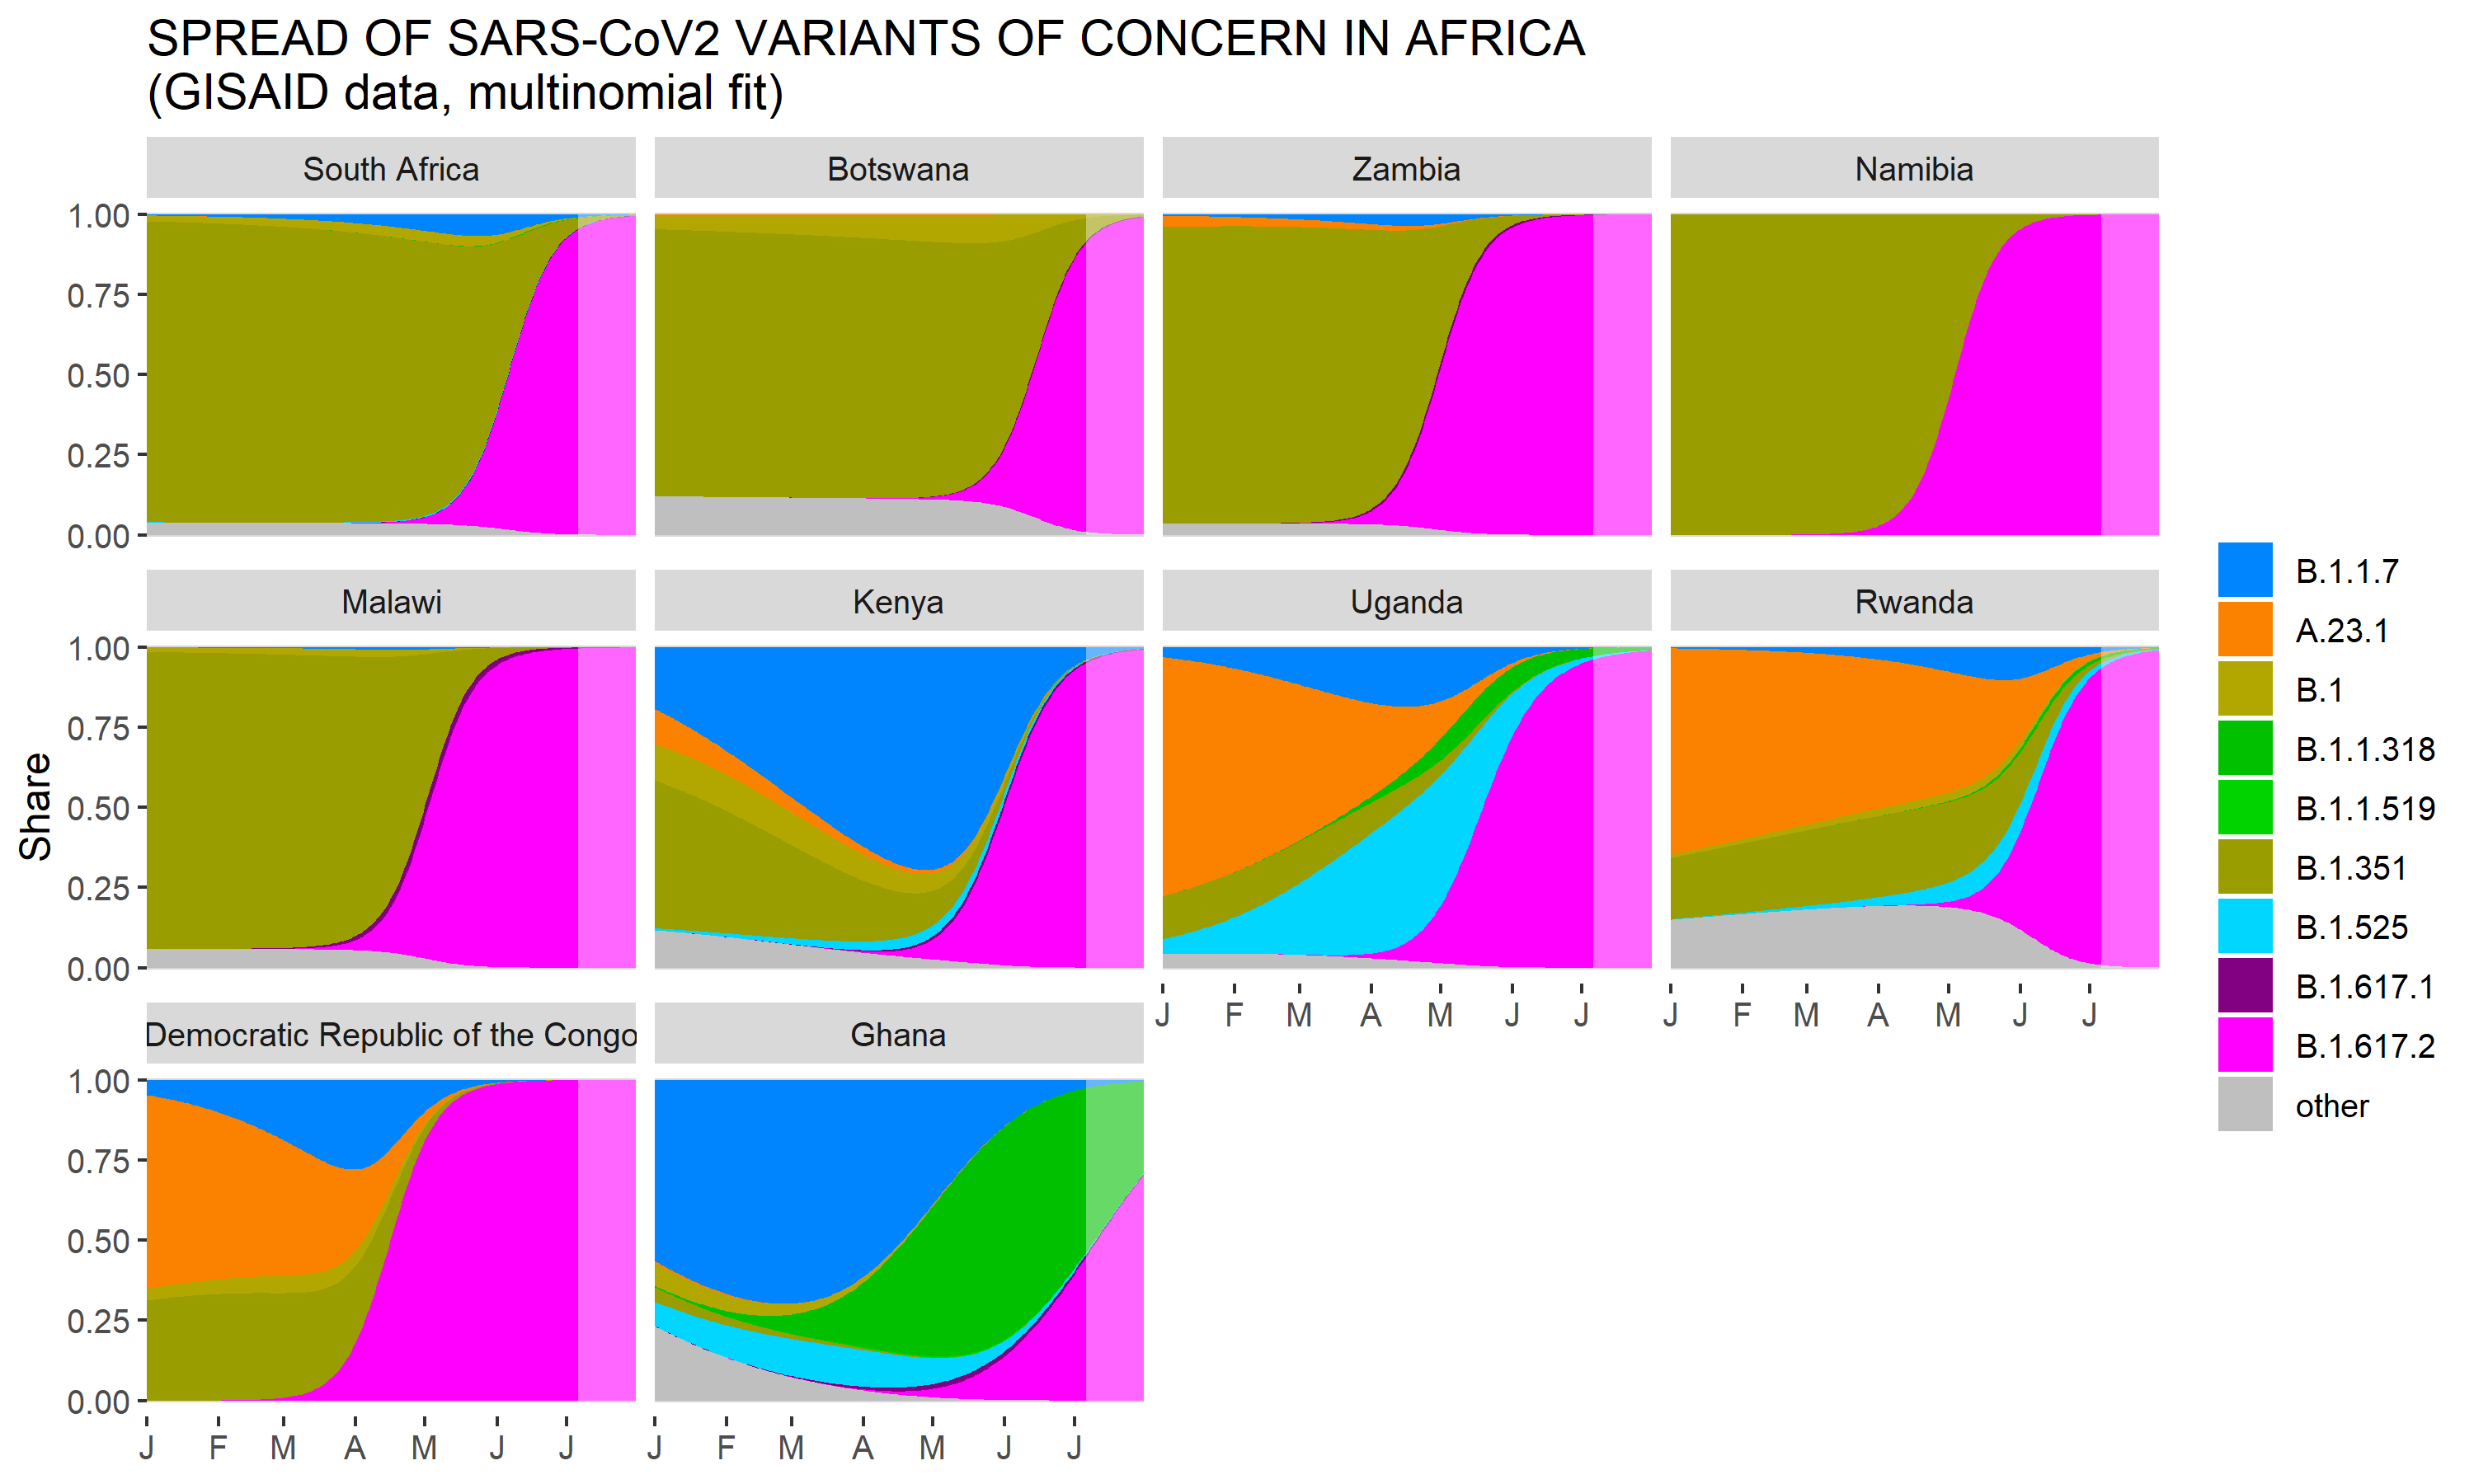 SPREAD OF SARS-CoV2 VARIANTS OF CONCERN IN AFRICA
(GISAID data, multinomial fit)
South Africa
Botswana
Zambia
Namibia
1.00
0.75
0.50
0.25
0.00
Malawi
Kenya
Uganda
Rwanda
1.00
0.75
0.50
0.25
0.00
J F M A M J J
J F M A M J J
Democratic Republic of the Congo
Ghana
1.00
0.75
0.50
0.25
0.00
J F M A M J J
J F M A M J J
Share
B.1.1.7
A.23.1
B.1
B.1.1.318
B.1.1.519
B.1.351
B.1.525
B.1.617.1
B.1.617.2
other